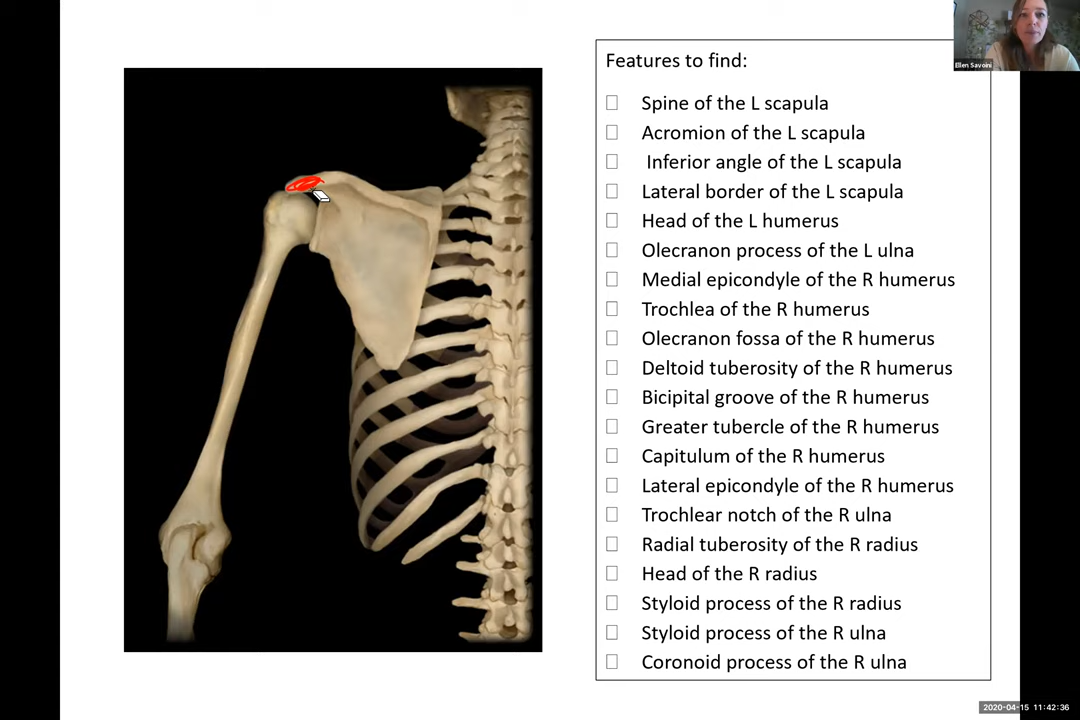 Ellen Savoini
Features to find:
Spine of the L scapula
Acromion of the L scapula
Inferior angle of the L scapula
Lateral border of the L scapula
Head of the L humerus
Olecranon process of the L ulna
Medial epicondyle of the R humerus
Trochlea of the R humerus
Olecranon fossa of the R humerus
Deltoid tuberosity of the R humerus
Bicipital groove of the R humerus
Greater tubercle of the R humerus
Capitulum of the R humerus
Lateral epicondyle of the R humerus
Trochlear notch of the R ulna
Radial tuberosity of the R radius
Head of the R radius
Styloid process of the R radius
Styloid process of the R ulna
Coronoid process of the R ulna
2020-04-15 11:42:36